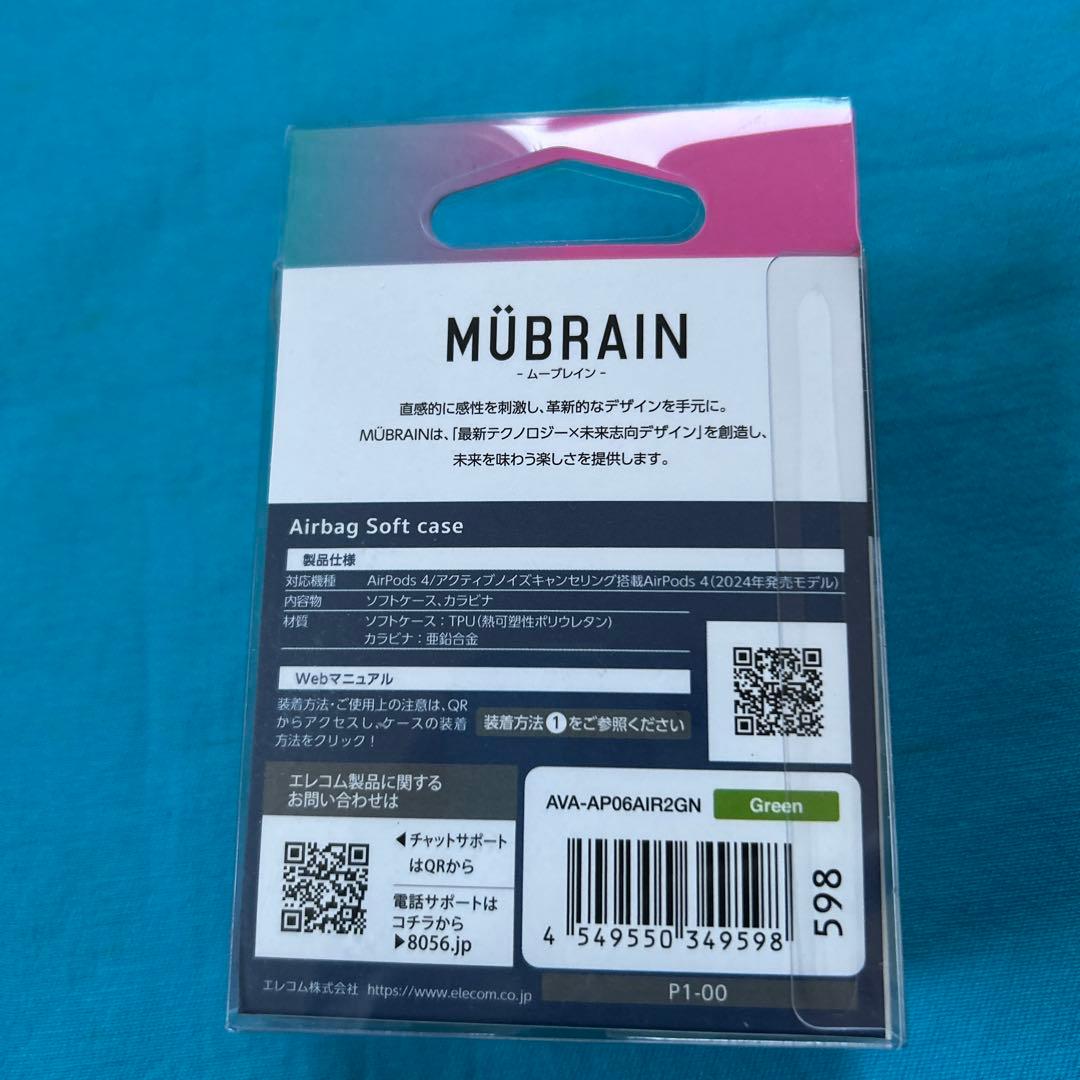 MÜBRAIN
- ムーブレイン -
直感的に感性を刺激し、革新的なデザインを手元に。
MÜBRAINは、「最新テクノロジー×未来志向デザイン」を創造し、
未来を味わう楽しさを提供します。
Airbag Soft case
製品仕様
対応機種 AirPods 4/アクティブノイズキャンセリング搭載AirPods 4(2024年発売モデル)
内容物 ソフトケース、カラビナ
材質 ソフトケース：TPU(熱可塑性ポリウレタン)
カラビナ：亜鉛合金
Webマニュアル
装着方法・ご使用上の注意は、QR
からアクセスし、ケースの装着
方法をクリック！
装着方法①をご参照ください
エレコム製品に関する
お問い合わせは
◀チャットサポート
はQRから
電話サポートは
コチラから
▶8056.jp
AVA-AP06AIR2GN Green
4 549550 349598
598
エレコム株式会社 https://www.elecom.co.jp
P1-00